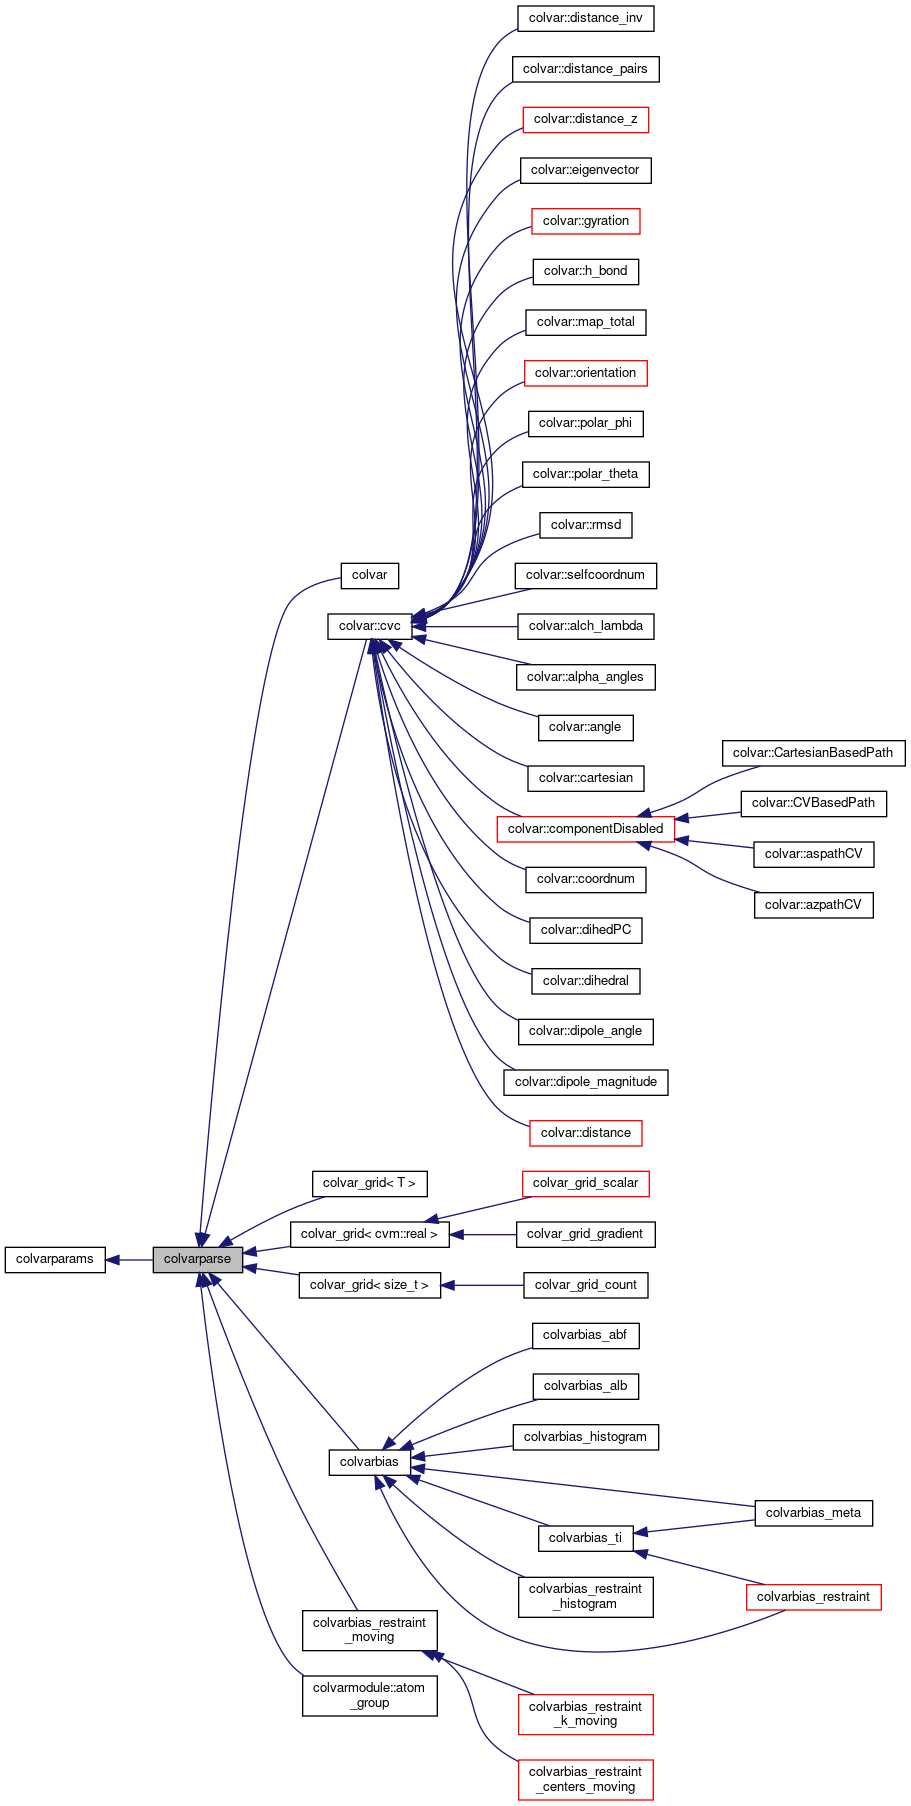 colvar::distance_inv
colvar::distance_pairs
colvar::distance_z
colvar::eigenvector
colvar::gyration
colvar::h_bond
colvar::map_total
colvar::orientation
colvar::polar_phi
colvar::polar_theta
colvar::rmsd
colvar
colvar::selfcoordnum
colvar::cvc
colvar::alch_lambda
colvar::alpha_angles
colvar::angle
colvar::CartesianBasedPath
colvar::cartesian
colvar::CVBasedPath
colvar::componentDisabled
colvar::aspathCV
colvar::coordnum
colvar::azpathCV
colvar::dihedPC
colvar::dihedral
colvar::dipole_angle
colvar::dipole_magnitude
colvar::distance
colvar_grid< T >
colvar_grid_scalar
colvar_grid< cvm::real >
colvar_grid_gradient
colvarparams
colvarparse
colvar_grid< size_t >
colvar_grid_count
colvarbias_abf
colvarbias_alb
colvarbias_histogram
colvarbias
colvarbias_meta
colvarbias_ti
colvarbias_restraint
_histogram
colvarbias_restraint
colvarbias_restraint
_moving
colvarmodule::atom
_group
colvarbias_restraint
_k_moving
colvarbias_restraint
_centers_moving